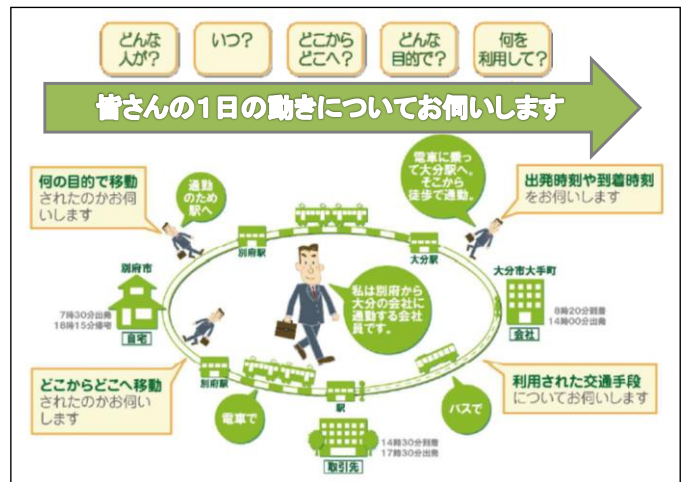 どんな
人が?
いつ?
どこから
どこへ?
どんな
目的で?
何を
利用して?
皆さんの1日の動きについてお伺いします
何の目的で移動
されたのかお伺
いします
通勤
のため
駅へ
電車に乗っ
て大分駅へ。
そこから
徒歩で通勤。
出発時刻や到着時刻
をお伺いします
別府駅
大分駅
別府市
7時30分出発
18時15分帰宅
自宅
私は別府から
大分の会社に
通勤する会社
員です。
大分市大手町
8時20分到着
14時00分出発
会社
どこからどこへ移動
されたのかお伺い
します
別府駅
電車で
駅
バスで
利用された交通手段
についてお伺いします
14時30分到着
17時30分出発
取引先